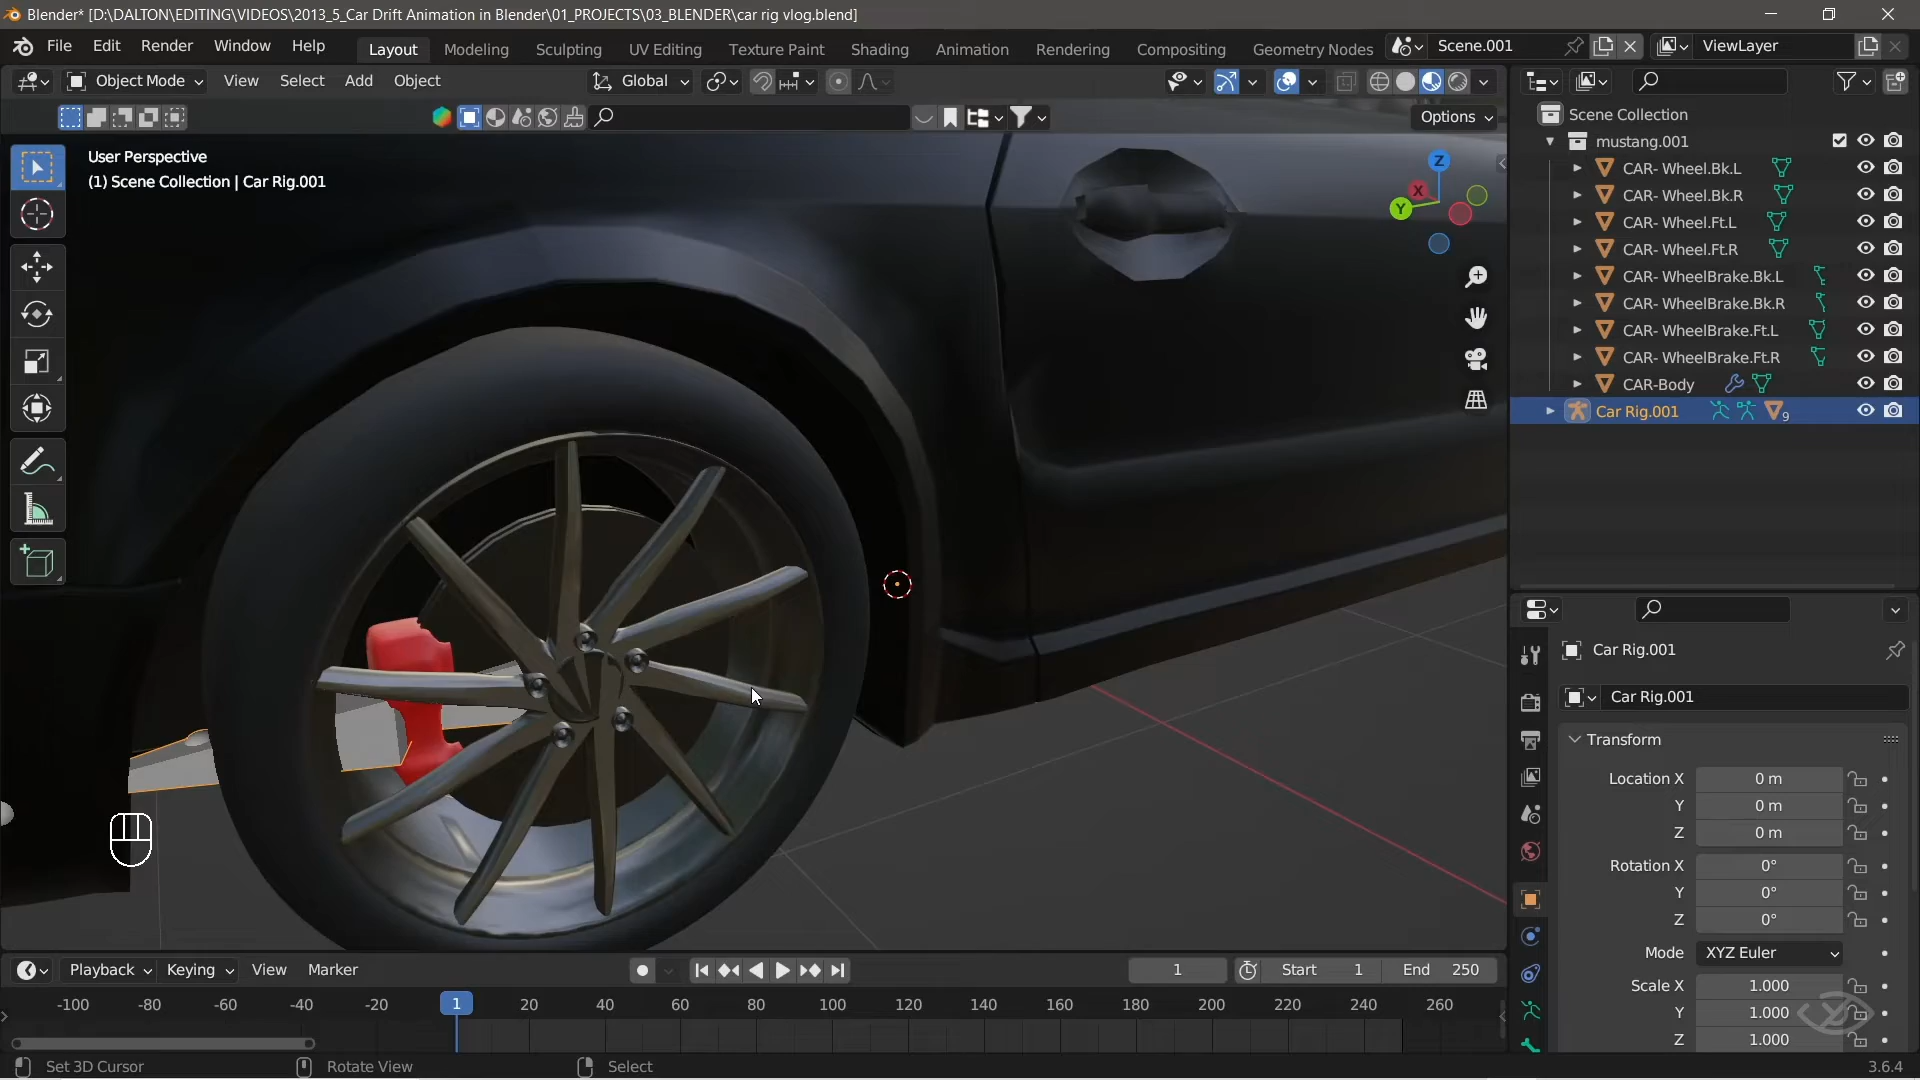 Blender* [D:\DALTON\EDITING\VIDEOS\2013_5_Car Drift Animation in Blender\01_PROJECTS\03_BLENDER\car rig vlog.blend]
File Edit Render Window Help Layout Modeling Sculpting UV Editing Texture Paint Shading Animation Rendering Compositing Geometry Nodes Scene.001 ViewLayer
Object Mode View Select Add Object Global
Options
User Perspective
(1) Scene Collection | Car Rig.001
Z
X
Y
Scene Collection
mustang.001
CAR- Wheel.Bk.L
CAR- Wheel.Bk.R
CAR- Wheel.Ft.L
CAR- Wheel.Ft.R
CAR- WheelBrake.Bk.L
CAR- WheelBrake.Bk.R
CAR- WheelBrake.Ft.L
CAR- WheelBrake.Ft.R
CAR-Body
Car Rig.001 9
Car Rig.001
Car Rig.001
Transform
Location X 0 m
Y 0 m
Z 0 m
Rotation X 0°
Y 0°
Z 0°
Mode XYZ Euler
Scale X 1.000
Y 1.000
Z 1.000
Playback Keying View Marker 1 Start 1 End 250
-100 -80 -60 -40 -20 1 20 40 60 80 100 120 140 160 180 200 220 240 260
Set 3D Cursor Rotate View Select 3.6.4